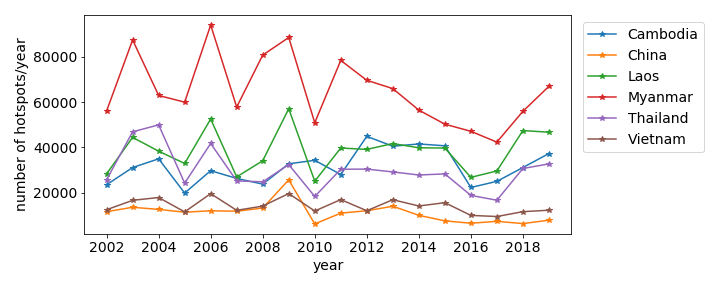 number of hotspots/year
80000
60000
40000
20000
2002 2004 2006 2008 2010 2012 2014 2016 2018
year
Cambodia
China
Laos
Myanmar
Thailand
Vietnam